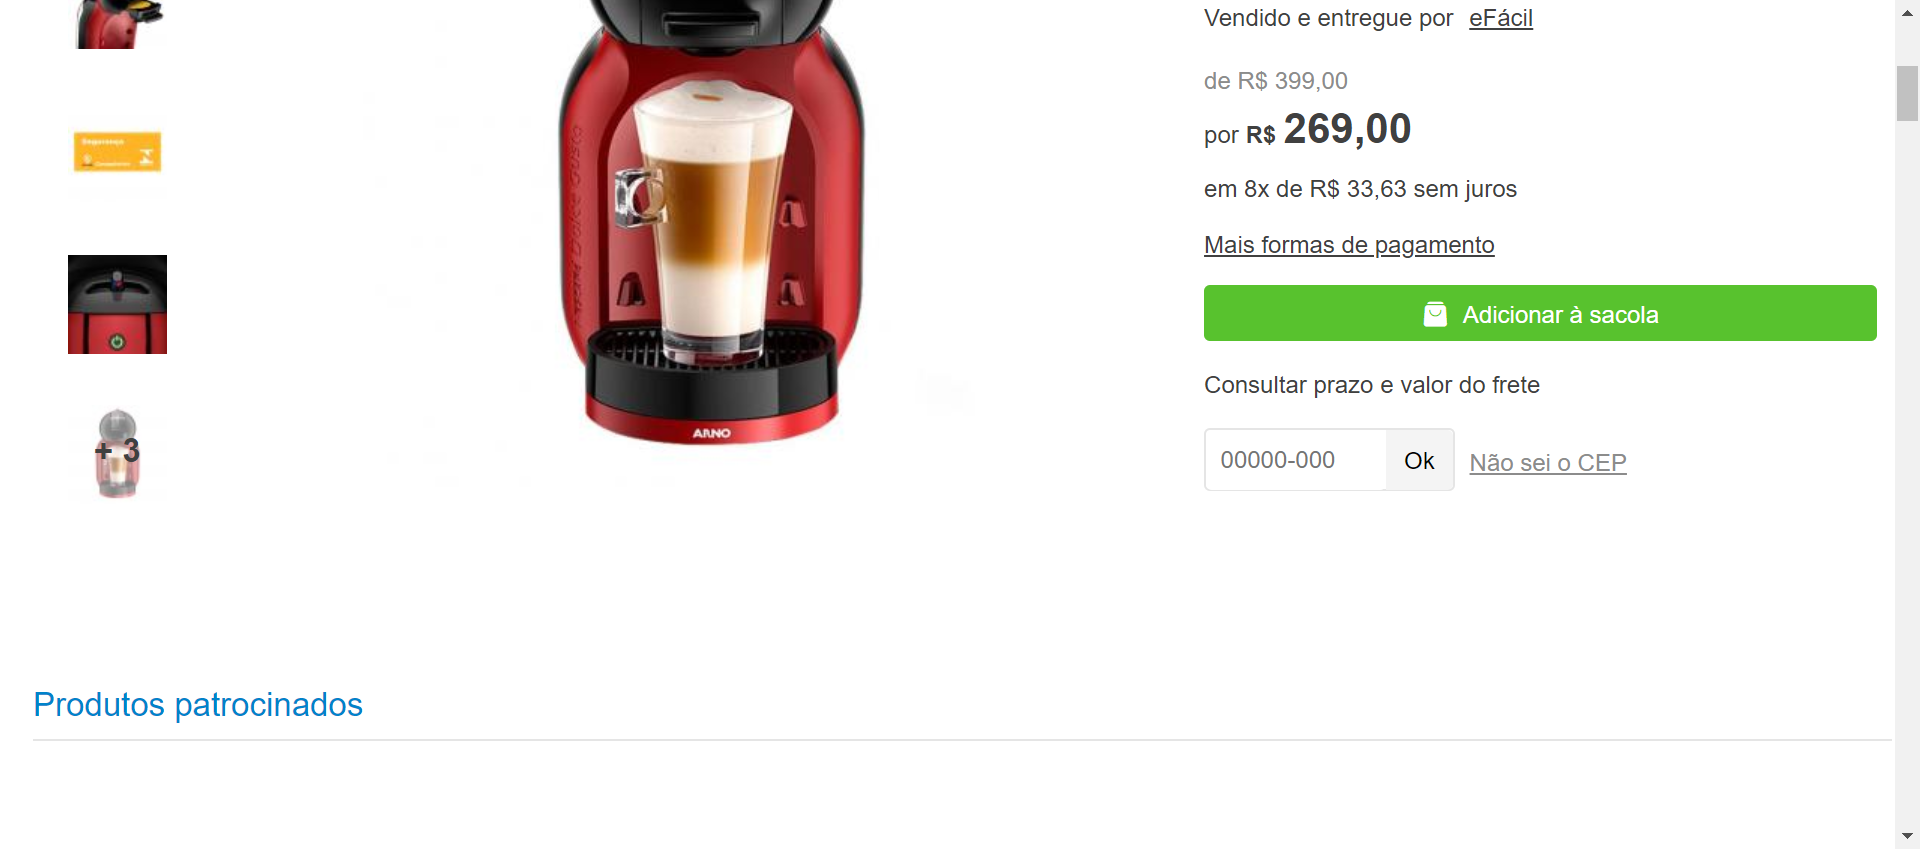 Vendido e entregue por eFácil
de R$ 399,00
por R$ 269,00
em 8x de R$ 33,63 sem juros
Mais formas de pagamento
Adicionar à sacola
Consultar prazo e valor do frete
00000-000 Ok Não sei o CEP
Segurança
+ 3
ARNO
Produtos patrocinados